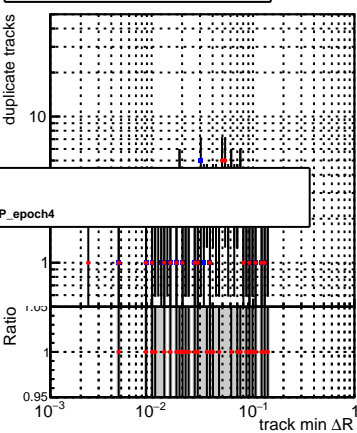 duplicate tracks
10
P_epoch4
1
1.05
Ratio
1
0.95
10−3
10−2
10−1
1
track min ΔR